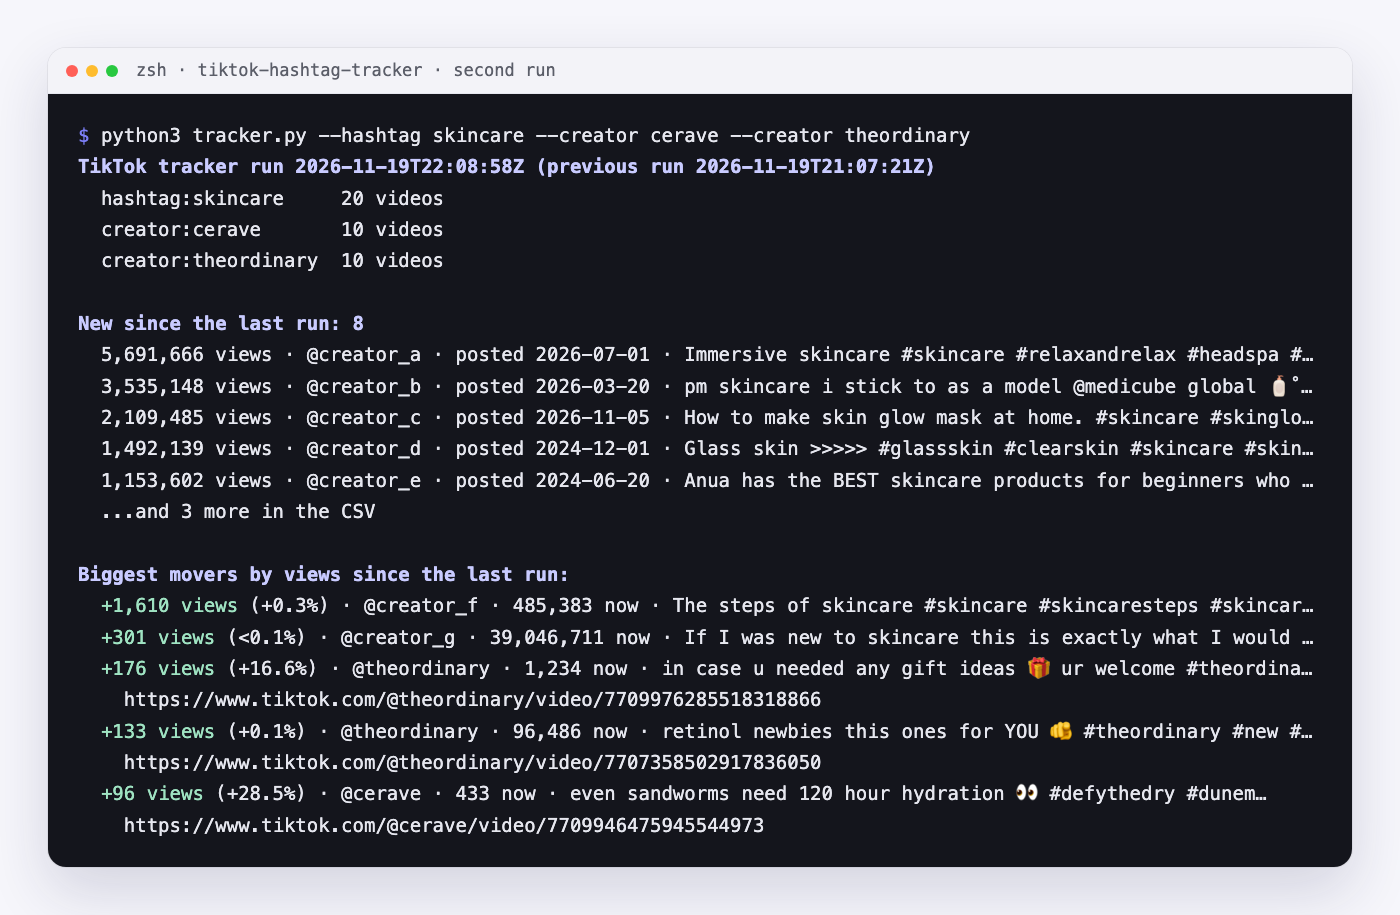 zsh · tiktok-hashtag-tracker · second run
$ python3 tracker.py --hashtag skincare --creator cerave --creator theordinary
TikTok tracker run 2026-11-19T22:08:58Z (previous run 2026-11-19T21:07:21Z)
hashtag:skincare 20 videos
creator:cerave 10 videos
creator:theordinary 10 videos
New since the last run: 8
5,691,666 views · @creator_a · posted 2026-07-01 · Immersive skincare #skincare #relaxandrelax #headspa #…
3,535,148 views · @creator_b · posted 2026-03-20 · pm skincare i stick to as a model @medicube global 🧴°…
2,109,485 views · @creator_c · posted 2026-11-05 · How to make skin glow mask at home. #skincare #skinglo…
1,492,139 views · @creator_d · posted 2024-12-01 · Glass skin >>>>> #glassskin #clearskin #skincare #skin…
1,153,602 views · @creator_e · posted 2024-06-20 · Anua has the BEST skincare products for beginners who …
...and 3 more in the CSV
Biggest movers by views since the last run:
+1,610 views (+0.3%) · @creator_f · 485,383 now · The steps of skincare #skincare #skincaresteps #skincar…
+301 views (<0.1%) · @creator_g · 39,046,711 now · If I was new to skincare this is exactly what I would …
+176 views (+16.6%) · @theordinary · 1,234 now · in case u needed any gift ideas 🎁 ur welcome #theordina…
https://www.tiktok.com/@theordinary/video/7709976285518318866
+133 views (+0.1%) · @theordinary · 96,486 now · retinol newbies this ones for YOU 🫵 #theordinary #new #…
https://www.tiktok.com/@theordinary/video/7707358502917836050
+96 views (+28.5%) · @cerave · 433 now · even sandworms need 120 hour hydration 👀 #defythedry #dunem…
https://www.tiktok.com/@cerave/video/7709946475945544973